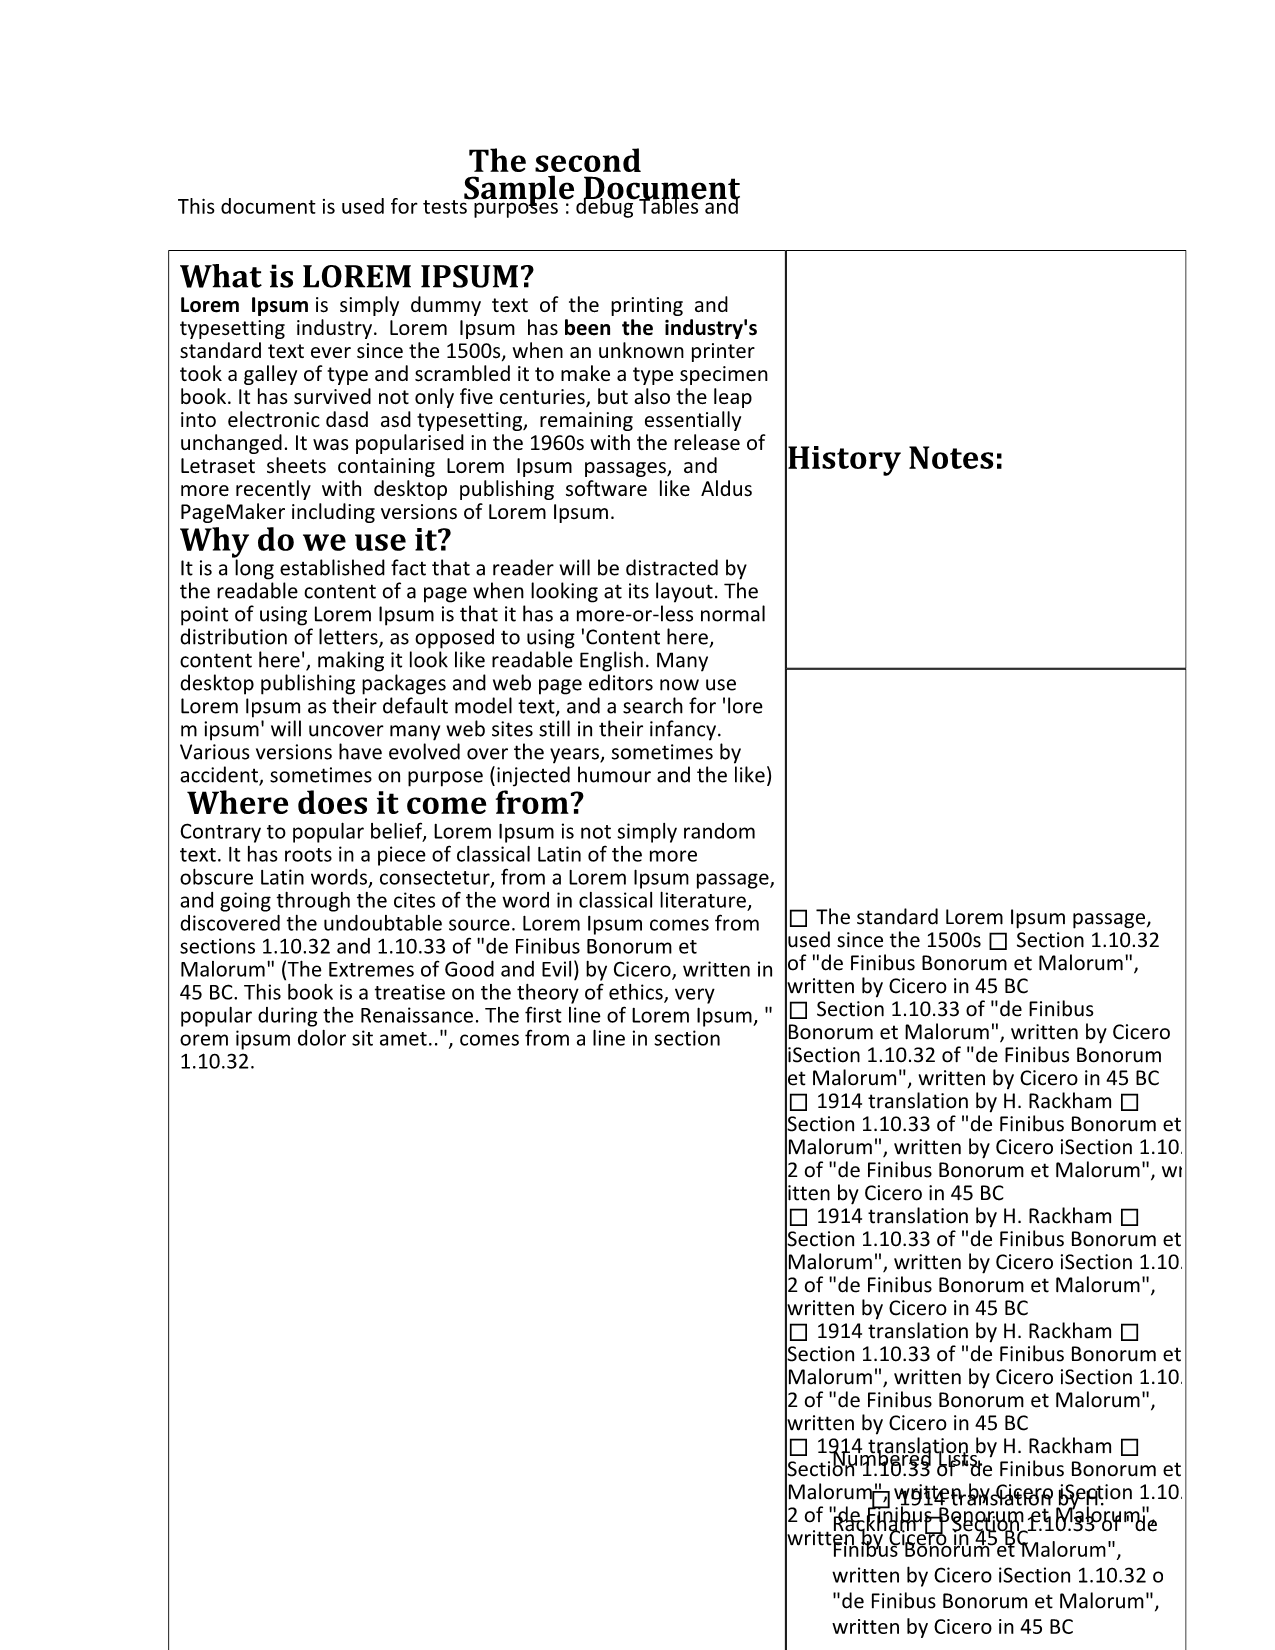 The second
Sample Document
This document is used for tests purposes : debug Tables and
What is LOREM IPSUM?
Lorem Ipsum is simply dummy text of the printing and
typesetting industry. Lorem Ipsum has been the industry's
standard text ever since the 1500s, when an unknown printer
took a galley of type and scrambled it to make a type specimen
book. It has survived not only five centuries, but also the leap
into electronic dasd asd typesetting, remaining essentially
unchanged. It was popularised in the 1960s with the release of
Letraset sheets containing Lorem Ipsum passages, and
more recently with desktop publishing software like Aldus
PageMaker including versions of Lorem Ipsum.
Why do we use it?
It is a long established fact that a reader will be distracted by
the readable content of a page when looking at its layout. The
point of using Lorem Ipsum is that it has a more-or-less normal
distribution of letters, as opposed to using 'Content here,
content here', making it look like readable English. Many
desktop publishing packages and web page editors now use
Lorem Ipsum as their default model text, and a search for 'lore
m ipsum' will uncover many web sites still in their infancy.
Various versions have evolved over the years, sometimes by
accident, sometimes on purpose (injected humour and the like)
Where does it come from?
Contrary to popular belief, Lorem Ipsum is not simply random
text. It has roots in a piece of classical Latin of the more
obscure Latin words, consectetur, from a Lorem Ipsum passage,
and going through the cites of the word in classical literature,
discovered the undoubtable source. Lorem Ipsum comes from
sections 1.10.32 and 1.10.33 of "de Finibus Bonorum et
Malorum" (The Extremes of Good and Evil) by Cicero, written in
45 BC. This book is a treatise on the theory of ethics, very
popular during the Renaissance. The first line of Lorem Ipsum, "
orem ipsum dolor sit amet..", comes from a line in section
1.10.32.
History Notes:
☐ The standard Lorem Ipsum passage,
used since the 1500s ☐ Section 1.10.32
of "de Finibus Bonorum et Malorum",
written by Cicero in 45 BC
☐ Section 1.10.33 of "de Finibus
Bonorum et Malorum", written by Cicero
iSection 1.10.32 of "de Finibus Bonorum
et Malorum", written by Cicero in 45 BC
☐ 1914 translation by H. Rackham ☐
Section 1.10.33 of "de Finibus Bonorum et
Malorum", written by Cicero iSection 1.10.
2 of "de Finibus Bonorum et Malorum", wr
itten by Cicero in 45 BC
☐ 1914 translation by H. Rackham ☐
Section 1.10.33 of "de Finibus Bonorum et
Malorum", written by Cicero iSection 1.10.
2 of "de Finibus Bonorum et Malorum",
written by Cicero in 45 BC
☐ 1914 translation by H. Rackham ☐
Section 1.10.33 of "de Finibus Bonorum et
Malorum", written by Cicero iSection 1.10.
2 of "de Finibus Bonorum et Malorum",
written by Cicero in 45 BC
☐ 1914 translation by H. Rackham ☐
Section 1.10.33 of "de Finibus Bonorum et
Malorum", written by Cicero iSection 1.10.
2 of "de Finibus Bonorum et Malorum",
written by Cicero in 45 BC
Numbered Lists
☐ 1914 translation by H.
Rackham ☐ Section 1.10.33 of "de
Finibus Bonorum et Malorum",
written by Cicero iSection 1.10.32 o
"de Finibus Bonorum et Malorum",
written by Cicero in 45 BC